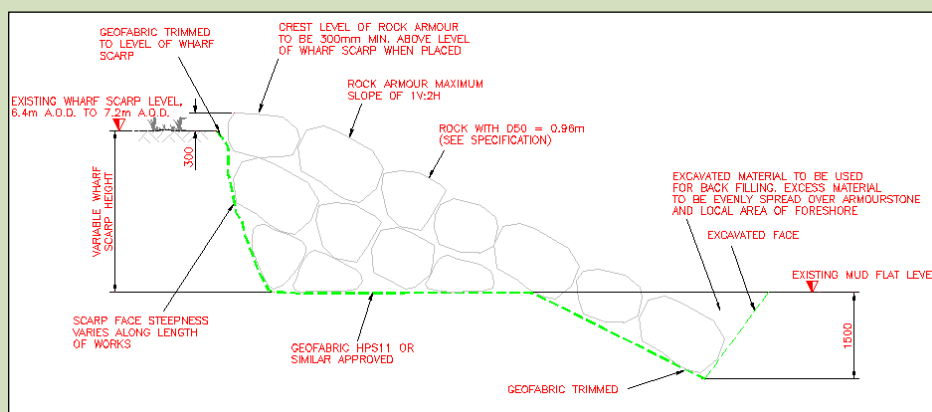 GEOFABRIC TRIMMED
TO LEVEL OF WHARF
SCARP
CREST LEVEL OF ROCK ARMOUR
TO BE 300mm MIN. ABOVE LEVEL
OF WHARF SCARP WHEN PLACED
ROCK ARMOUR MAXIMUM
SLOPE OF 1V:2H
EXISTING WHARF SCARP LEVEL,
6.4m A.O.D. TO 7.2m A.O.D.
ROCK WITH D50 = 0.96m
(SEE SPECIFICATION)
300
VARIABLE WHARF
SCARP HEIGHT
EXCAVATED MATERIAL TO BE USED
FOR BACK FILLING. EXCESS MATERIAL
TO BE EVENLY SPREAD OVER ARMOURSTONE
AND LOCAL AREA OF FORESHORE
EXCAVATED FACE
EXISTING MUD FLAT LEVE
SCARP FACE STEEPNESS
VARIES ALONG LENGTH
OF WORKS
GEOFABRIC HPS11 OR
SIMILAR APPROVED
1500
GEOFABRIC TRIMMED